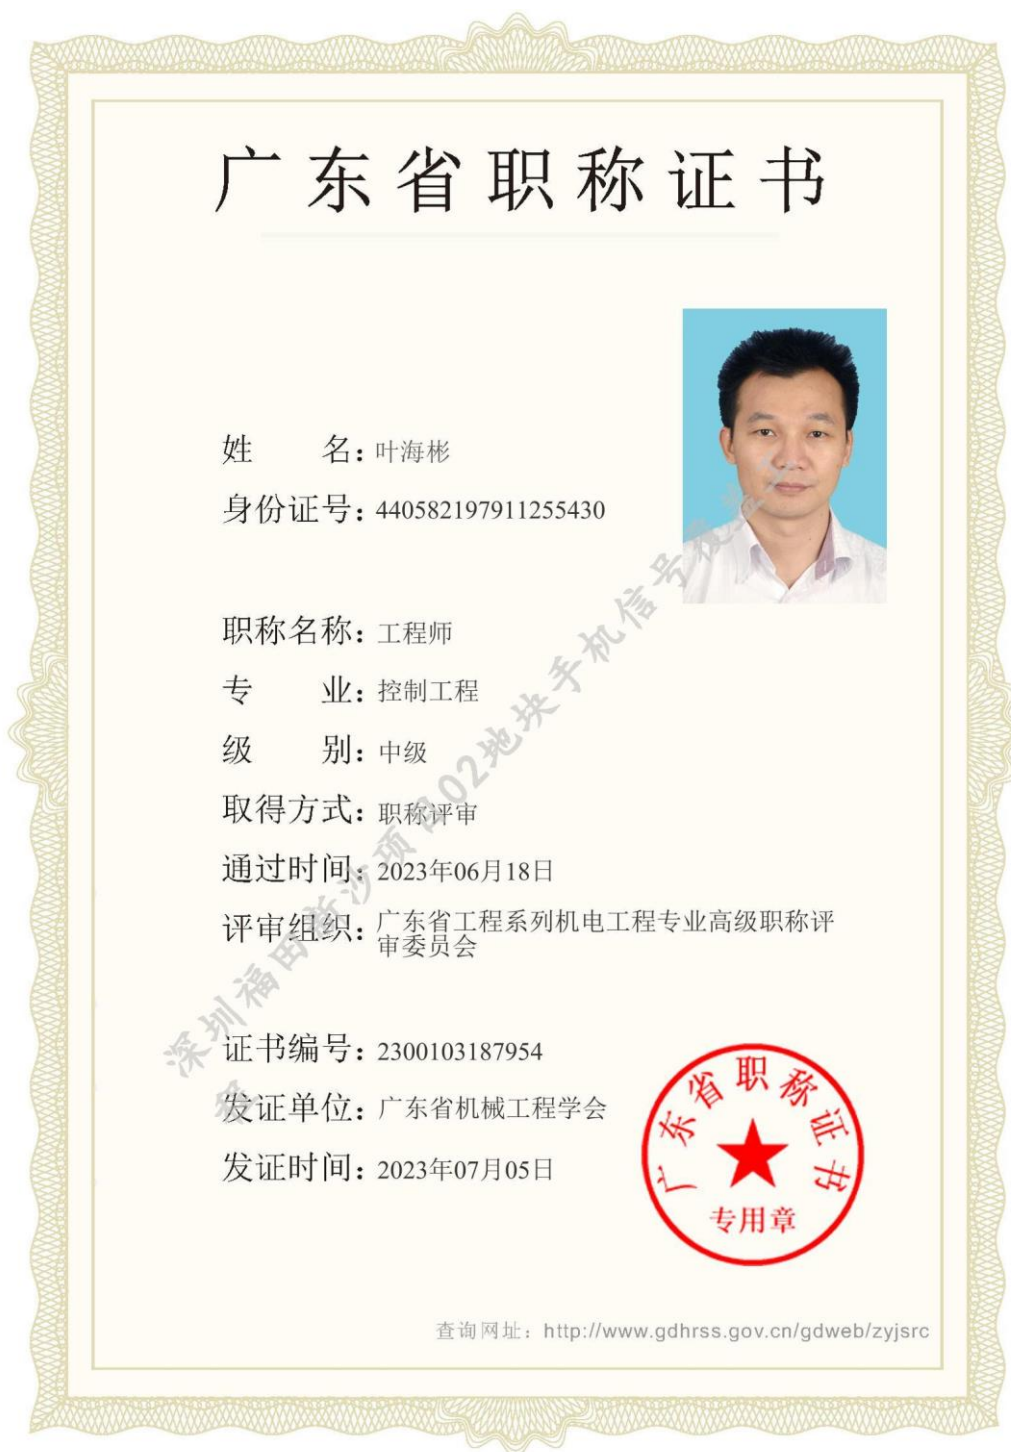 广东省职称证书
姓 名：叶海彬
身份证号：440582197911255430
职称名称：工程师
专 业：控制工程
级 别：中级
取得方式：职称评审
通过时间：2023年06月18日
评审组织：广东省工程系列机电工程专业高级职称评
审委员会
证书编号：2300103187954
发证单位：广东省机械工程学会
发证时间：2023年07月05日
广东省职称证书
专用章
查询网址：http://www.gdhrss.gov.cn/gdweb/zyjsrc
深圳福田新沙项目02地块手机信号覆盖